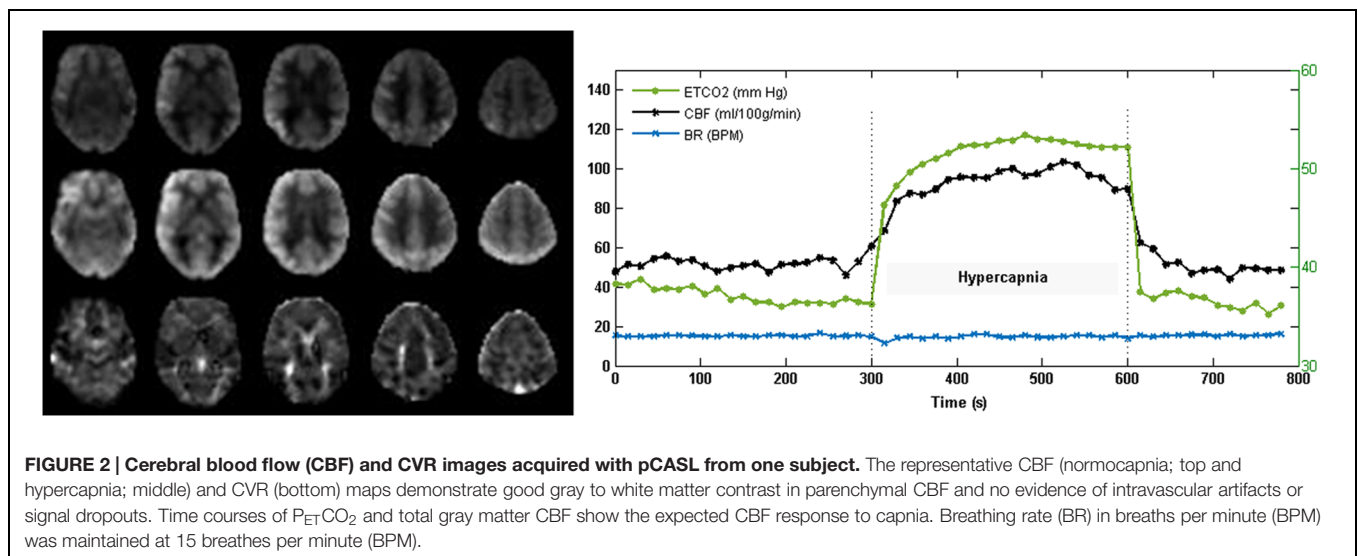 140
120
100
80
60
40
20
0
ETCO2 (mm Hg)
CBF (ml/100g/min)
BR (BPM)
Hypercapnia
60
50
40
30
0 100 200 300 400 500 600 700 800
Time (s)
FIGURE 2 | Cerebral blood flow (CBF) and CVR images acquired with pCASL from one subject. The representative CBF (normocapnia; top and
hypercapnia; middle) and CVR (bottom) maps demonstrate good gray to white matter contrast in parenchymal CBF and no evidence of intravascular artifacts or
signal dropouts. Time courses of PETCO2 and total gray matter CBF show the expected CBF response to capnia. Breathing rate (BR) in breaths per minute (BPM)
was maintained at 15 breathes per minute (BPM).